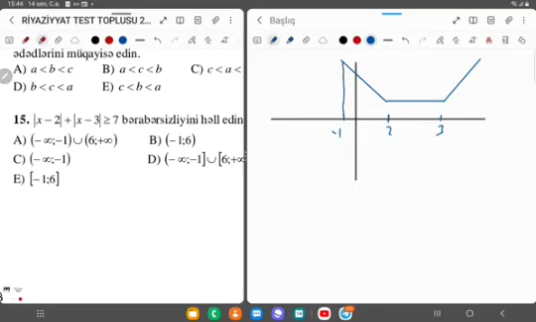 15:44 14 sen, C.a.
RİYAZİYYAT TEST TOPLUSU 2...
Başlıq
ədədlərini müqayisə edin.
A) a < b < c B) a < c < b C) c < a <
D) b < c < a E) c < b < a
15. |x − 2| + |x − 3| ≥ 7 bərabərsizliyini həll edin
A) (−∞;−1)∪(6;+∞) B) (−1;6)
C) (−∞;−1) D) (−∞;−1]∪[6;+∞
E) [−1;6]
-1 2 3